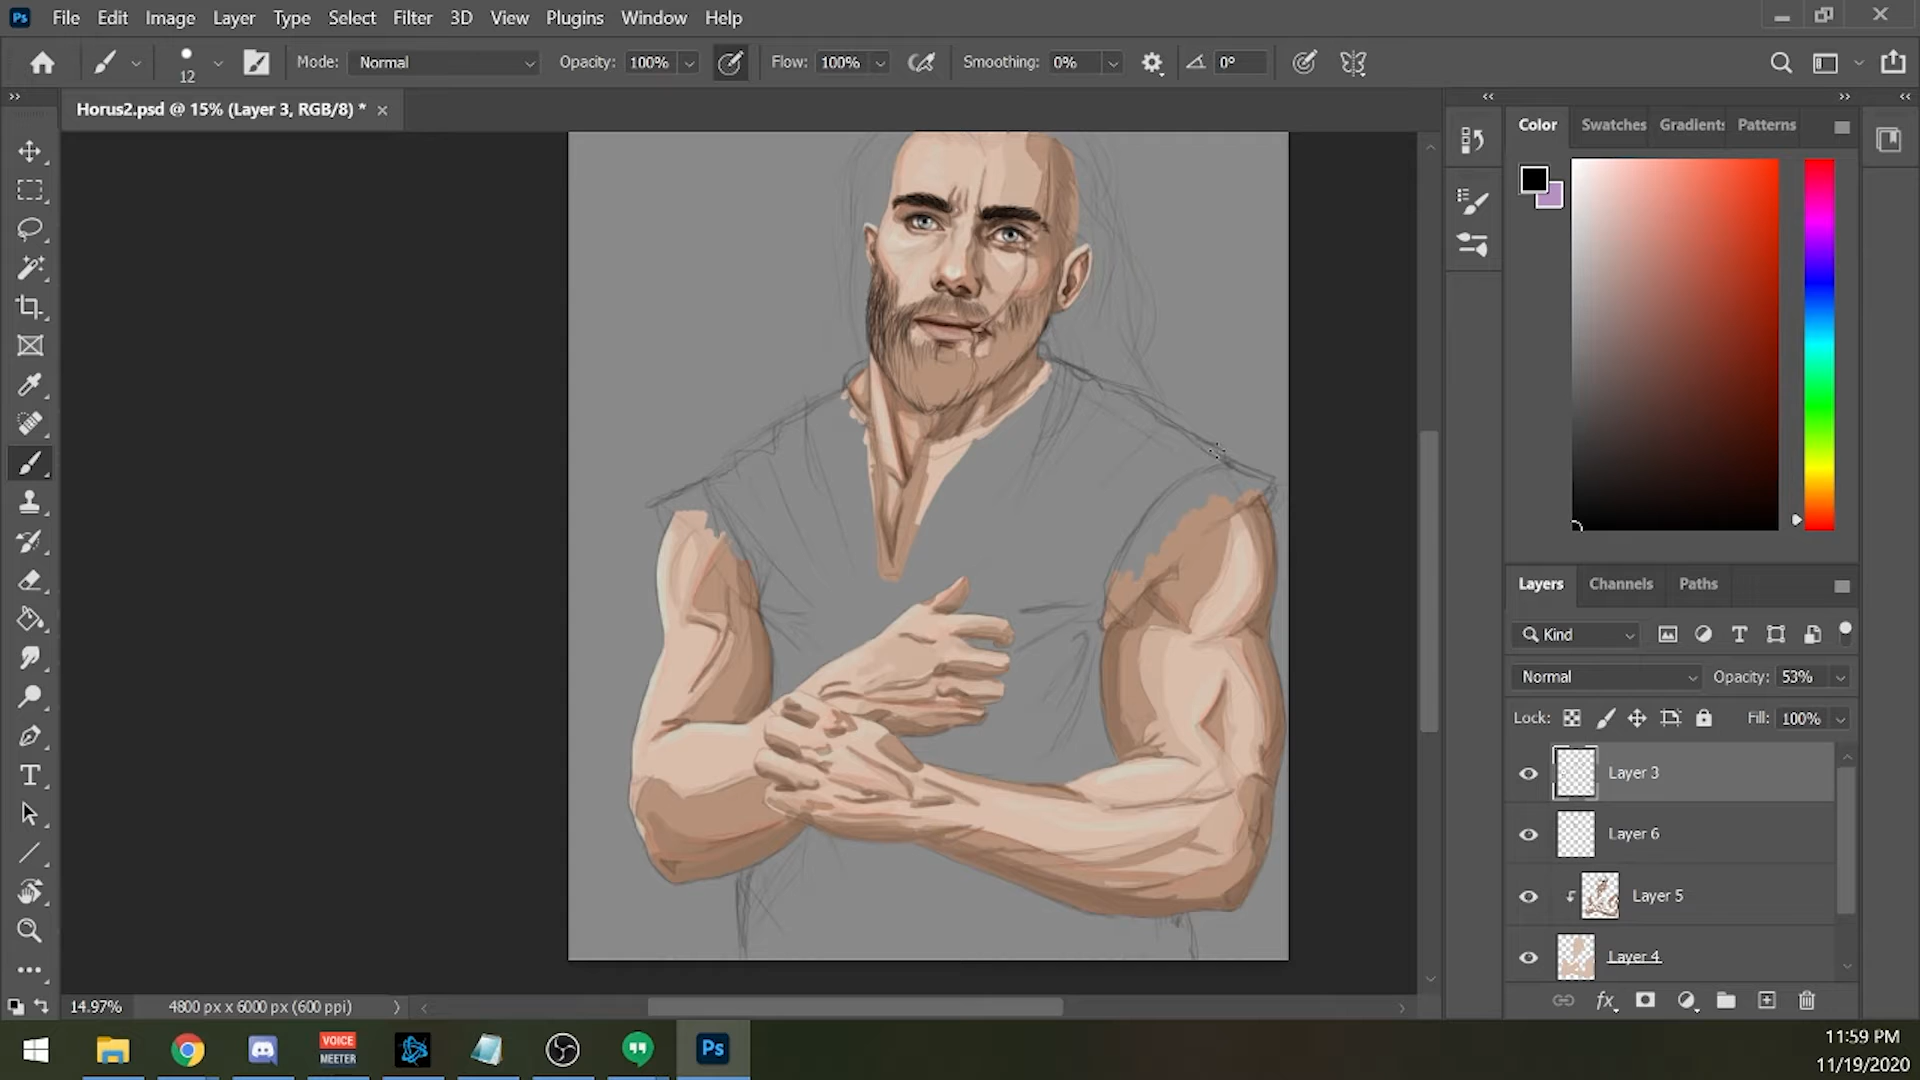 Ps File Edit Image Layer Type Select Filter 3D View Plugins Window Help
12 Mode: Normal Opacity: 100% Flow: 100% Smoothing: 0% 0°
Horus2.psd @ 15% (Layer 3, RGB/8) *
Color Swatches Gradients Patterns
Layers Channels Paths
Kind
Normal Opacity: 53%
Lock: Fill: 100%
Layer 3
Layer 6
Layer 5
Layer 4
fx
14.97% 4800 px x 6000 px (600 ppi)
VOICE
MEETER
Ps
11:59 PM
11/19/2020